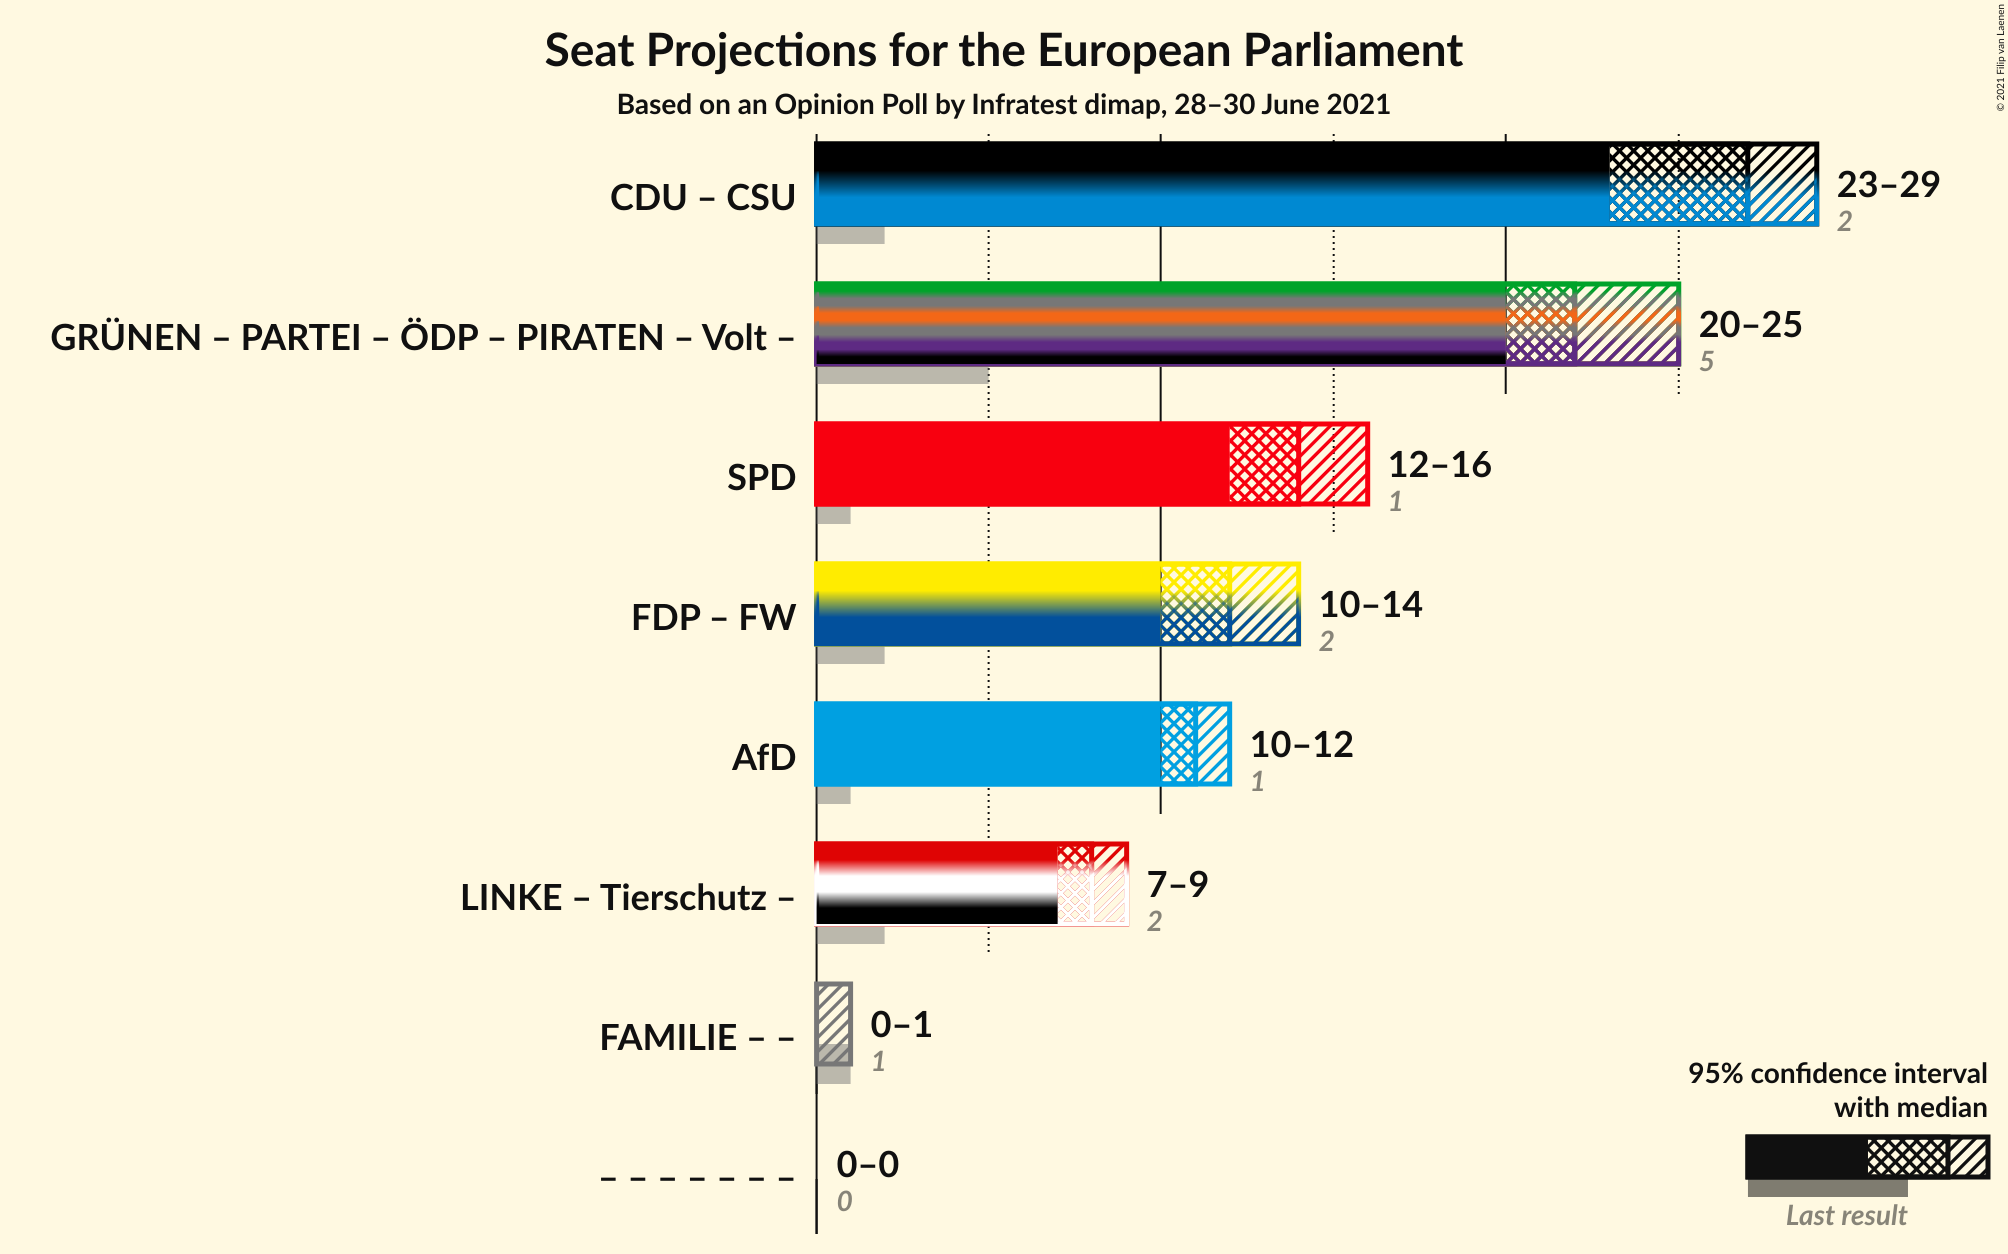 Seat Projections for the European Parliament
Based on an Opinion Poll by Infratest dimap, 28–30 June 2021
© 2021 Filip van Laenen
CDU – CSU
23–29
2
GRÜNEN – PARTEI – ÖDP – PIRATEN – Volt –
20–25
5
SPD
12–16
1
FDP – FW
10–14
2
AfD
10–12
1
LINKE – Tierschutz –
7–9
2
FAMILIE – –
0–1
1
– – – – – – –
0–0
0
95% confidence interval
with median
Last result